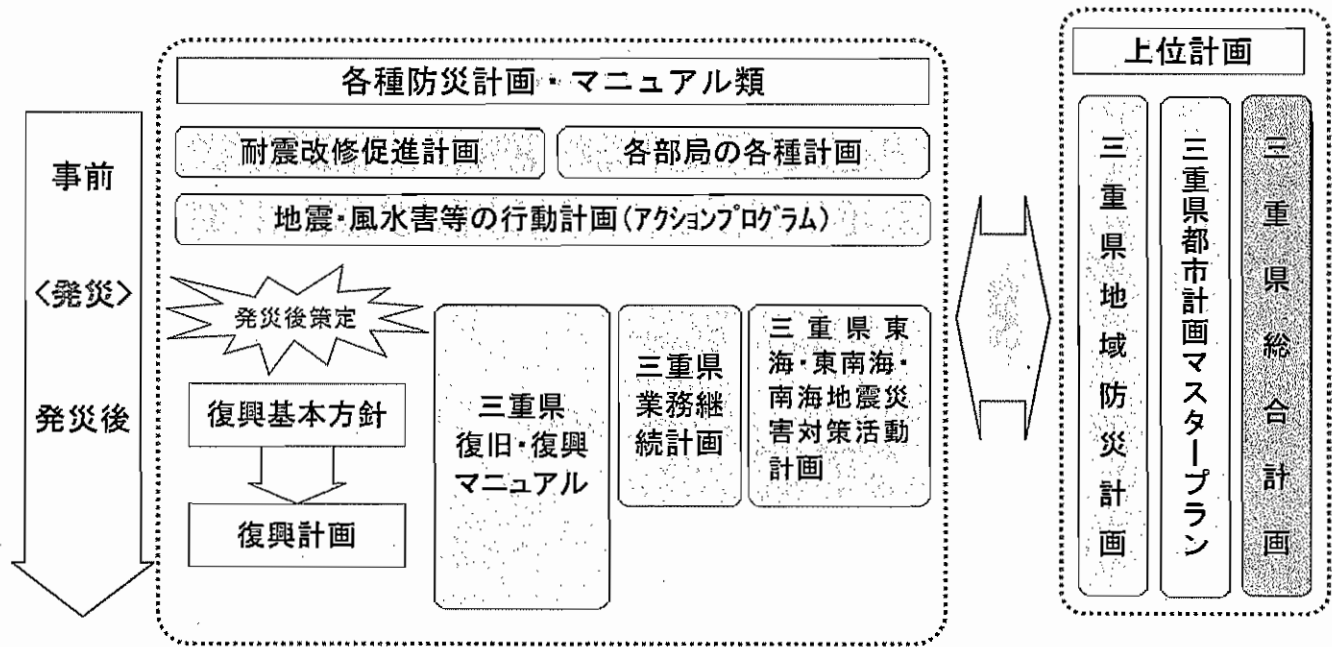 事前
<発災>
発災後
各種防災計画・マニュアル類
耐震改修促進計画
各部局の各種計画
地震・風水害等の行動計画(アクションプログラム)
発災後策定
復興基本方針
復興計画
三重県
復旧・復興
マニュアル
三重県
業務継
続計画
三重県東
海・東南海・
南海地震災
害対策活動
計画
上位計画
三重県地域防災計画
三重県都市計画マスタープラン
三重県総合計画